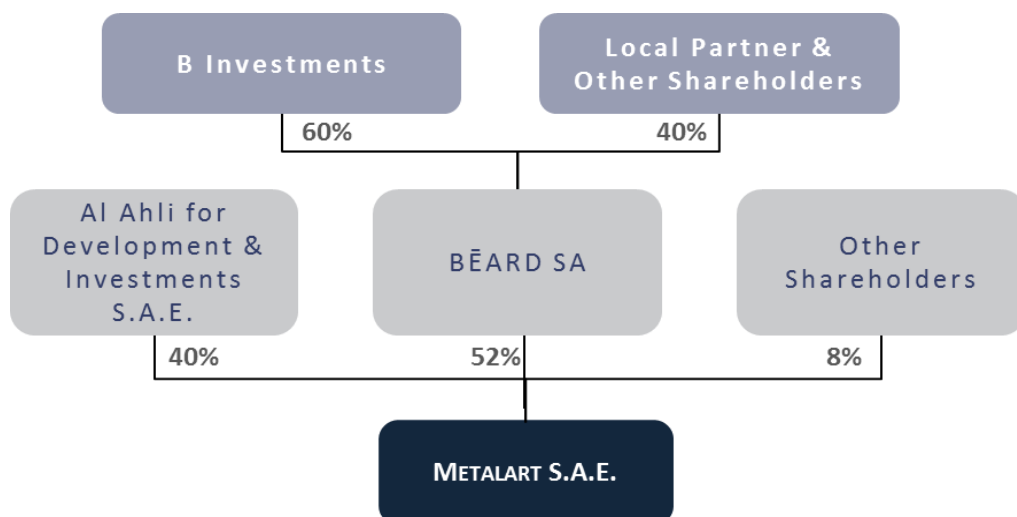 B Investments
Local Partner &
Other Shareholders
60%
40%
Al Ahli for
Development &
Investments
S.A.E.
BĒARD SA
Other
Shareholders
40%
52%
8%
METALART S.A.E.